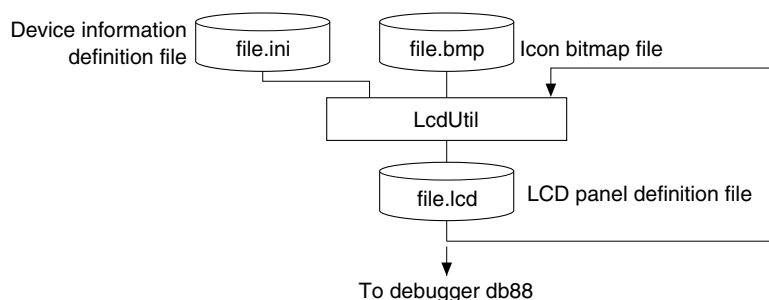 Device information
definition file
file.ini
file.bmp
Icon bitmap file
LcdUtil
file.lcd
LCD panel definition file
To debugger db88